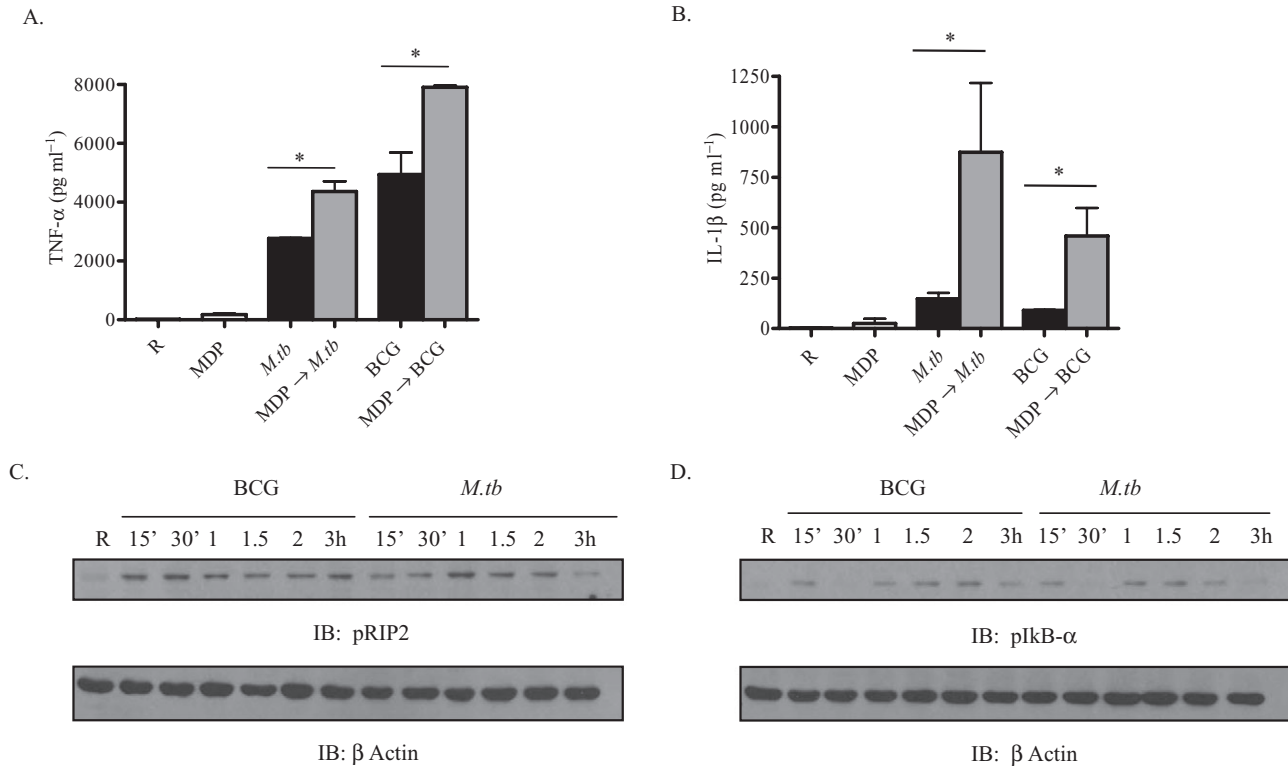 A.
TNF-α (pg ml⁻¹)
8000
6000
4000
2000
0
*
*
R
MDP
M.tb
MDP → M.tb
BCG
MDP → BCG
B.
IL-1β (pg ml⁻¹)
1250
1000
750
500
250
0
*
*
R
MDP
M.tb
MDP → M.tb
BCG
MDP → BCG
C.
BCG M.tb
R 15’ 30’ 1 1.5 2 3h 15’ 30’ 1 1.5 2 3h
IB: pRIP2
IB: β Actin
D.
BCG M.tb
R 15’ 30’ 1 1.5 2 3h 15’ 30’ 1 1.5 2 3h
IB: pIkB-α
IB: β Actin